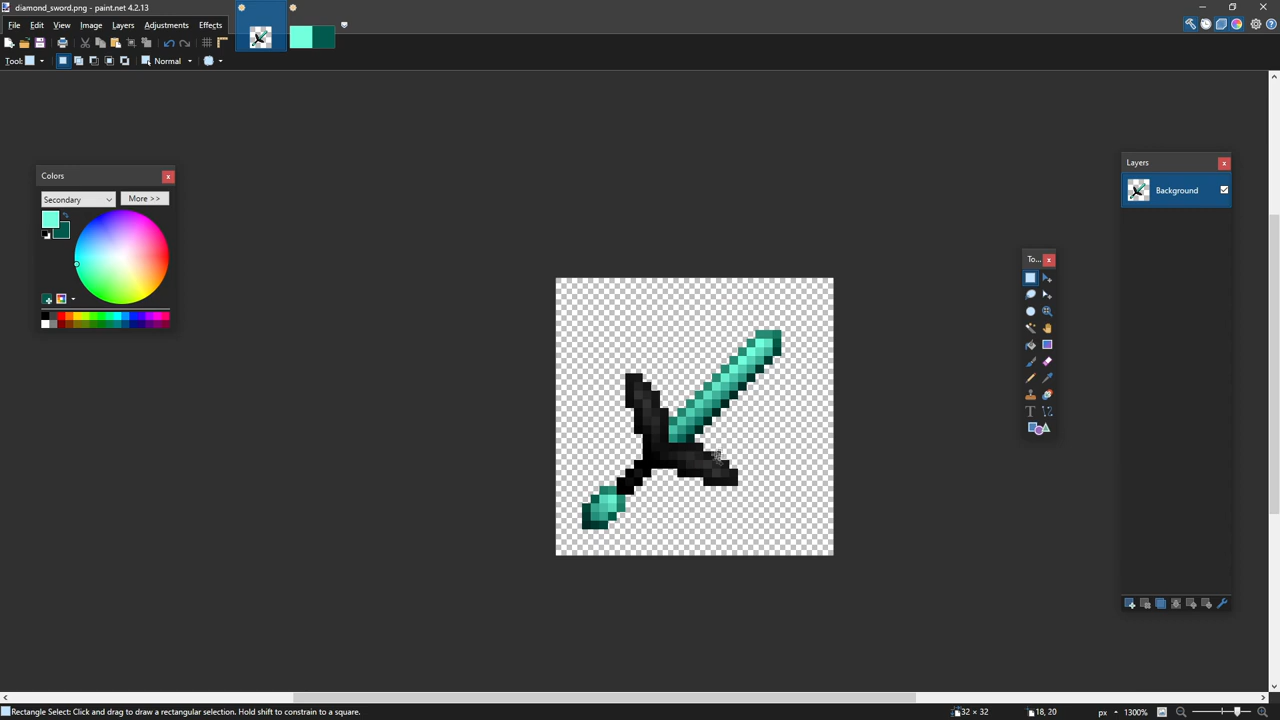 diamond_sword.png - paint.net 4.2.13
File Edit View Image Layers Adjustments Effects
Tool: Normal
Colors
Secondary More >>
Layers
Background
To...
T
Rectangle Select: Click and drag to draw a rectangular selection. Hold shift to constrain to a square.
32 × 32
18, 20
px
1300%